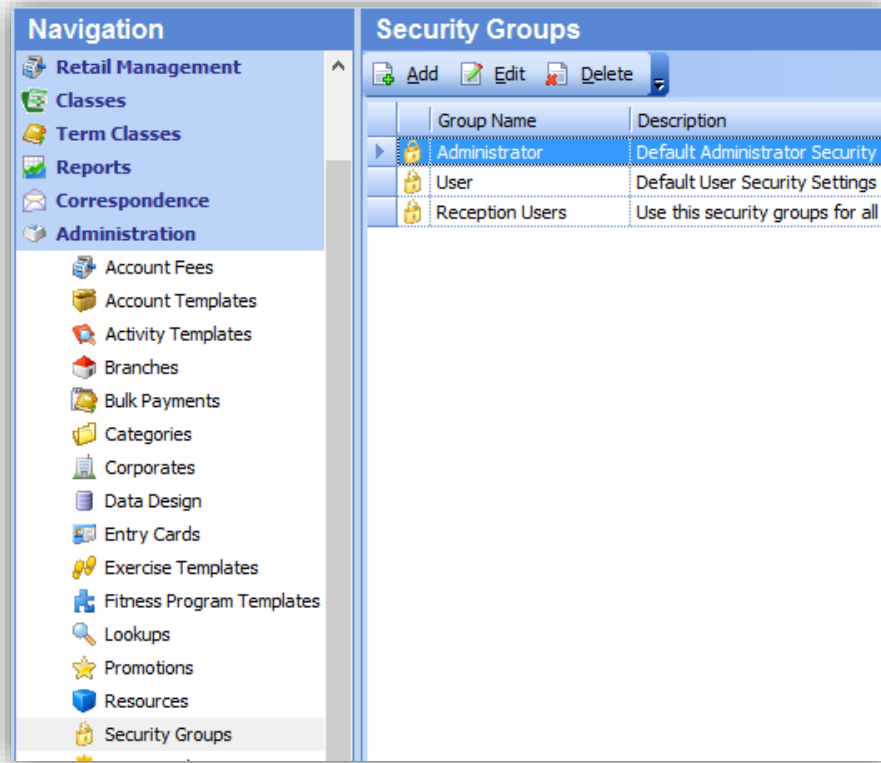 Navigation
Retail Management
Classes
Term Classes
Reports
Correspondence
Administration
Account Fees
Account Templates
Activity Templates
Branches
Bulk Payments
Categories
Corporates
Data Design
Entry Cards
Exercise Templates
Fitness Program Templates
Lookups
Promotions
Resources
Security Groups
Security Groups
Add Edit Delete
Group Name Description
Administrator Default Administrator Security
User Default User Security Settings
Reception Users Use this security groups for all